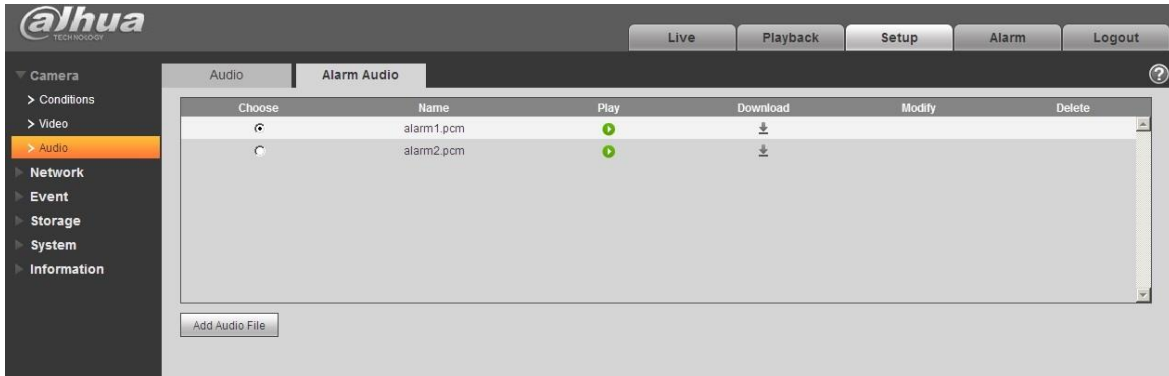 alhua
TECHNOLOGY
Live Playback Setup Alarm Logout
Camera
> Conditions
> Video
> Audio
Network
Event
Storage
System
Information
Audio Alarm Audio
?
Choose Name Play Download Modify Delete
alarm1.pcm
alarm2.pcm
Add Audio File